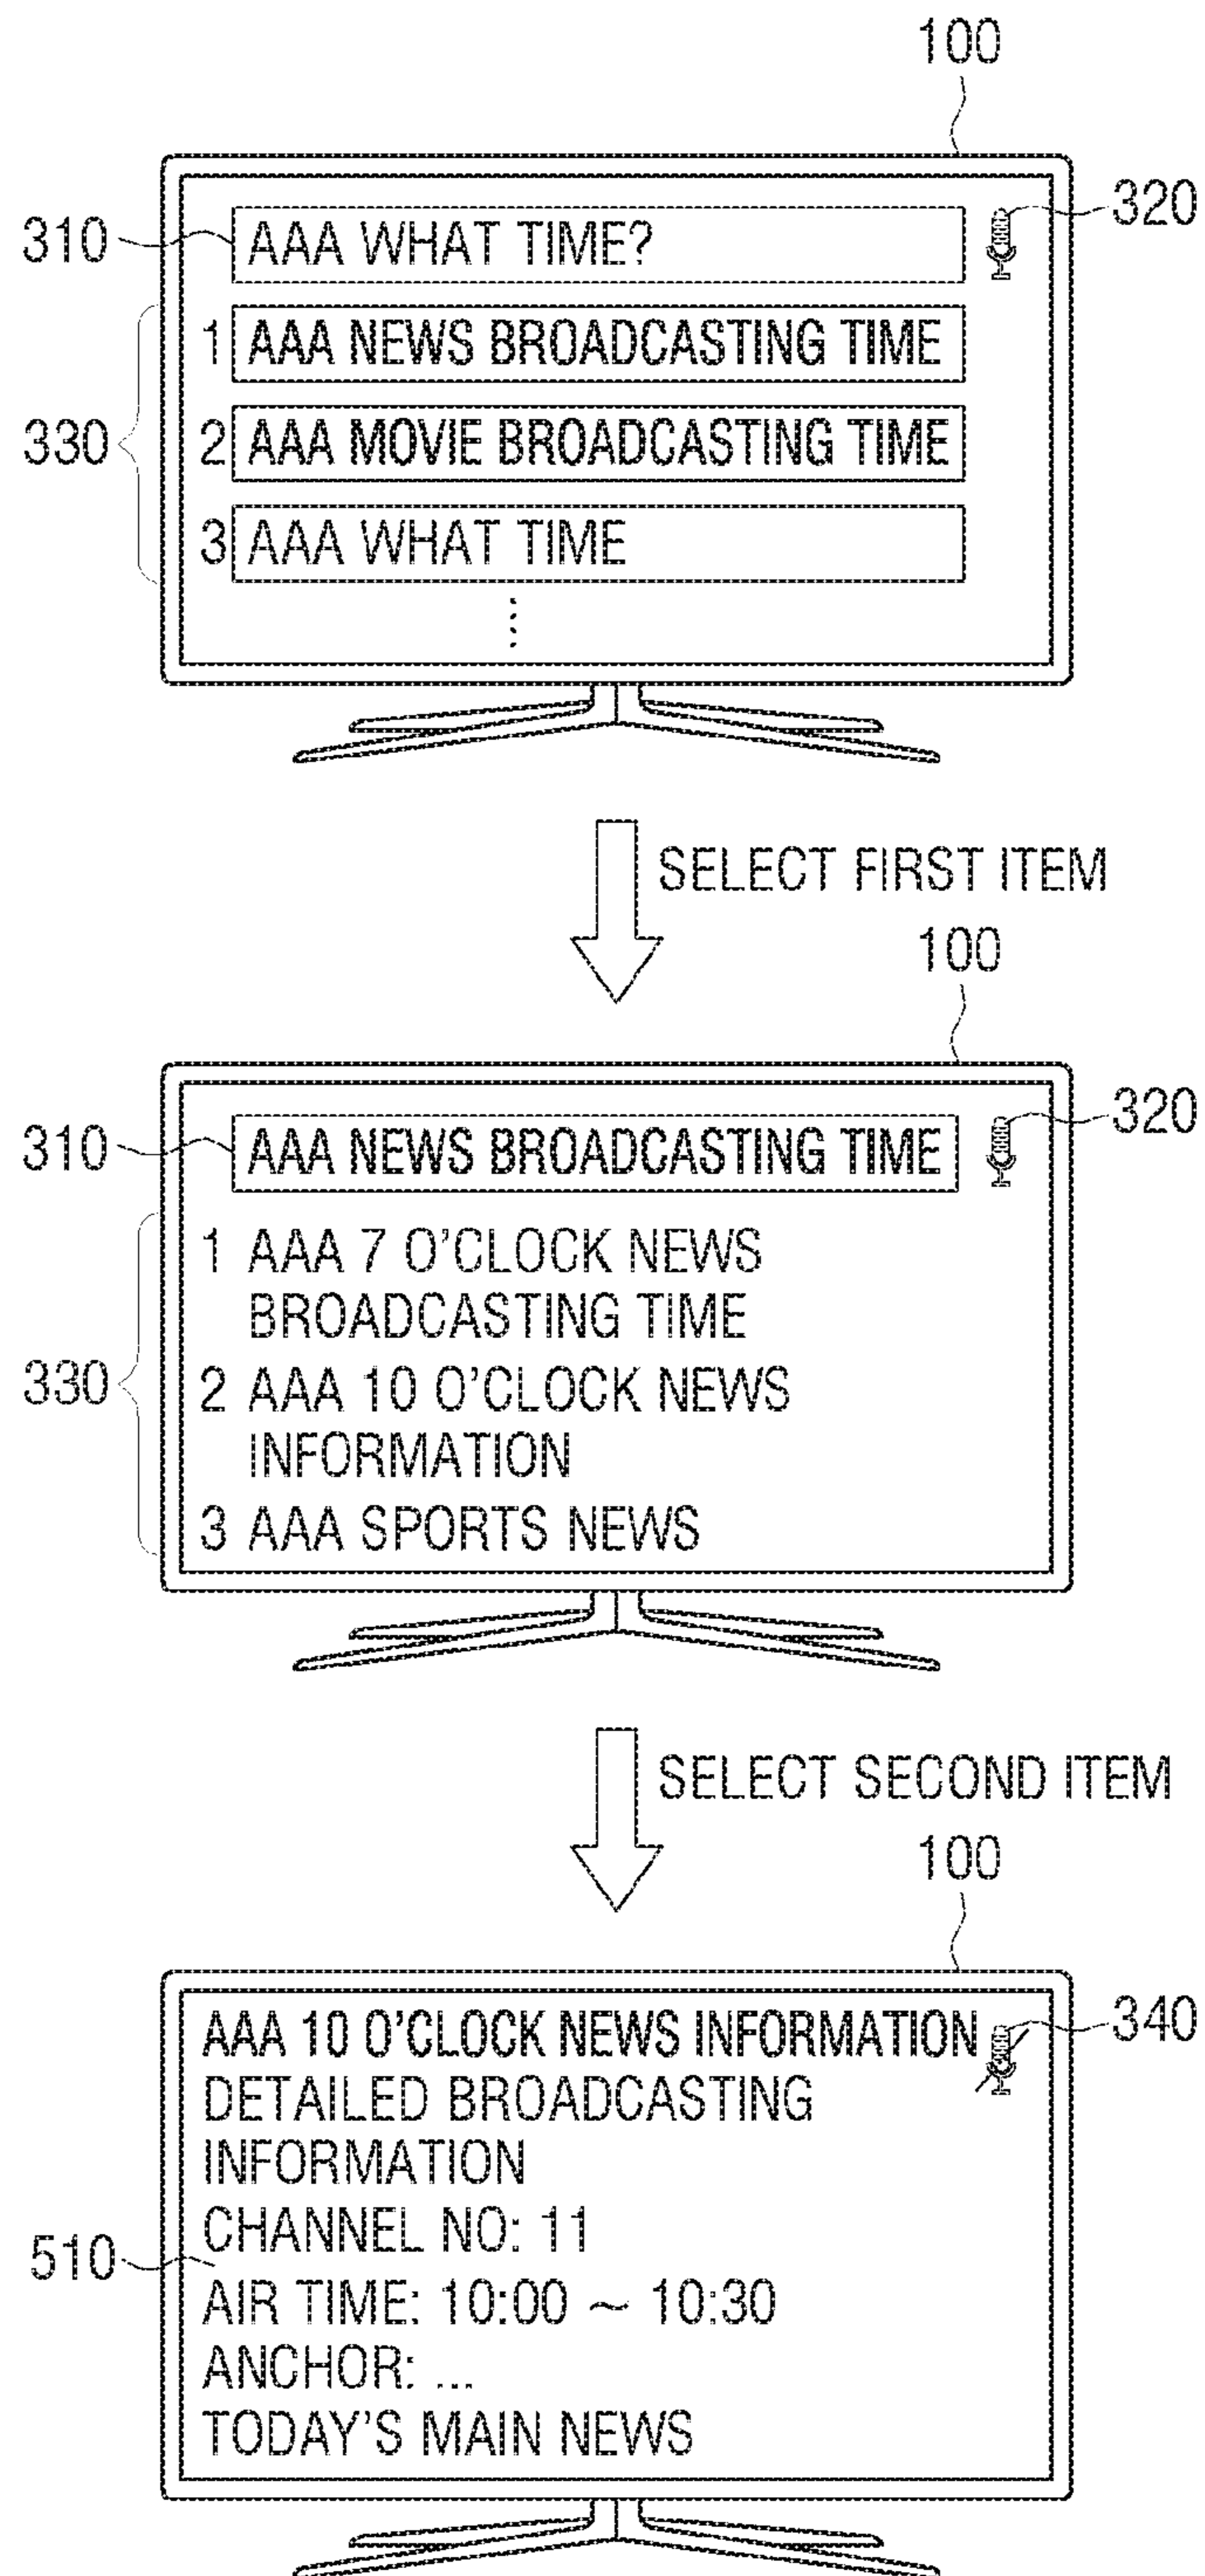 100
320
310 AAA WHAT TIME?
1 AAA NEWS BROADCASTING TIME
330 2 AAA MOVIE BROADCASTING TIME
3 AAA WHAT TIME
SELECT FIRST ITEM
100
320
310 AAA NEWS BROADCASTING TIME
1 AAA 7 O'CLOCK NEWS
BROADCASTING TIME
330 2 AAA 10 O'CLOCK NEWS
INFORMATION
3 AAA SPORTS NEWS
SELECT SECOND ITEM
100
AAA 10 O'CLOCK NEWS INFORMATION 340
DETAILED BROADCASTING
INFORMATION
CHANNEL NO: 11
510
AIR TIME: 10:00 ~ 10:30
ANCHOR: ...
TODAY'S MAIN NEWS